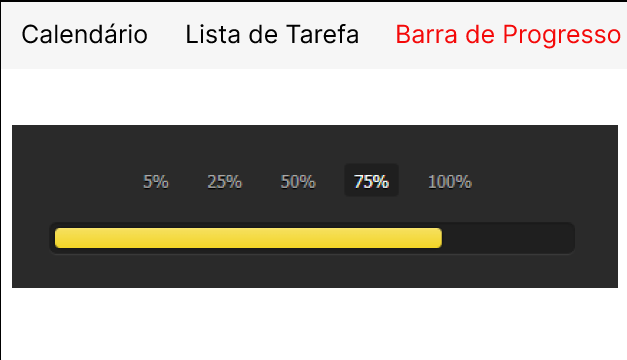 Calendário Lista de Tarefa Barra de Progresso
5% 25% 50% 75% 100%